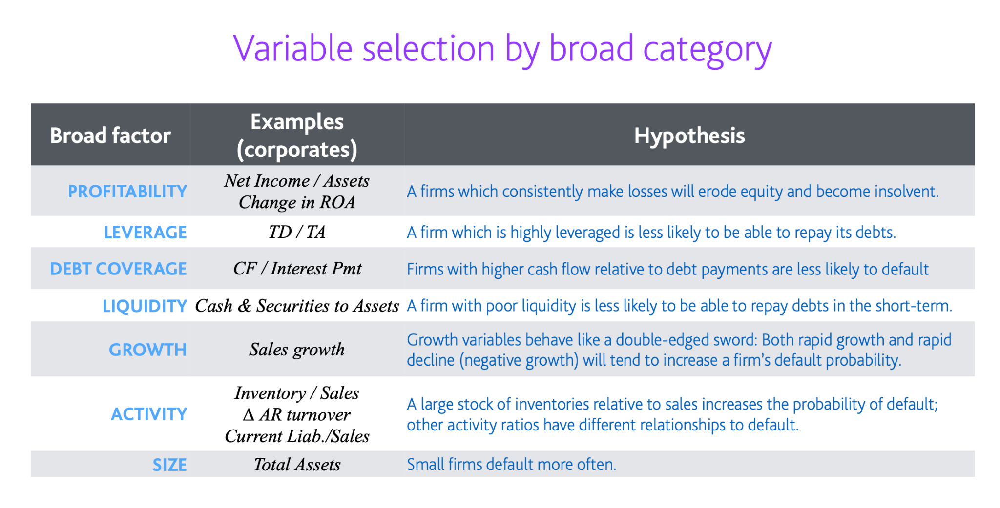 Variable selection by broad category
Broad factor
Examples
(corporates)
Hypothesis
PROFITABILITY
Net Income / Assets
Change in ROA
A firms which consistently make losses will erode equity and become insolvent.
LEVERAGE
TD / TA
A firm which is highly leveraged is less likely to be able to repay its debts.
DEBT COVERAGE
CF / Interest Pmt
Firms with higher cash flow relative to debt payments are less likely to default
LIQUIDITY
Cash & Securities to Assets
A firm with poor liquidity is less likely to be able to repay debts in the short-term.
GROWTH
Sales growth
Growth variables behave like a double-edged sword: Both rapid growth and rapid
decline (negative growth) will tend to increase a firm’s default probability.
ACTIVITY
Inventory / Sales
Δ AR turnover
Current Liab./Sales
A large stock of inventories relative to sales increases the probability of default;
other activity ratios have different relationships to default.
SIZE
Total Assets
Small firms default more often.